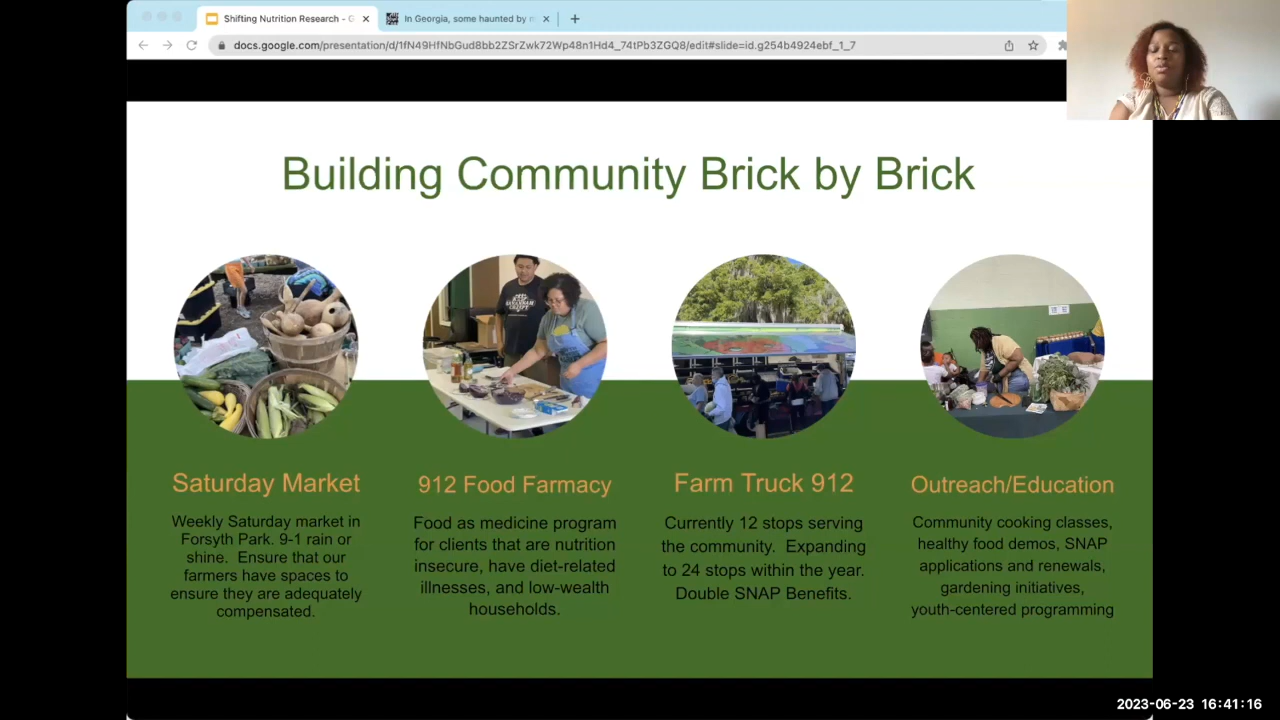 Shifting Nutrition Research - G
In Georgia, some haunted by
docs.google.com/presentation/d/1fN49HfNbGud8bb2ZSrZwk72Wp48n1Hd4_74tPb3ZGQ8/edit#slide=id.g254b4924ebf_1_7
Building Community Brick by Brick
Saturday Market
Weekly Saturday market in
Forsyth Park. 9-1 rain or
shine. Ensure that our
farmers have spaces to
ensure they are adequately
compensated.
912 Food Farmacy
Food as medicine program
for clients that are nutrition
insecure, have diet-related
illnesses, and low-wealth
households.
Farm Truck 912
Currently 12 stops serving
the community. Expanding
to 24 stops within the year.
Double SNAP Benefits.
Outreach/Education
Community cooking classes,
healthy food demos, SNAP
applications and renewals,
gardening initiatives,
youth-centered programming
2023-06-23 16:41:16